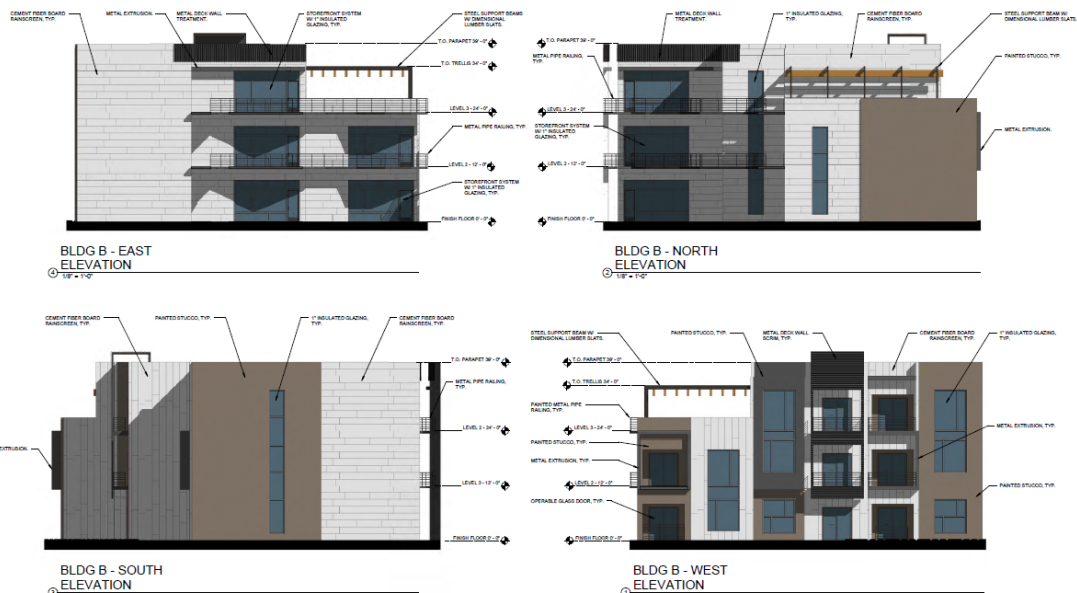 CEMENT FIBER BOARD
RAINSCREEN, TYP.
METAL EXTRUSION.
METAL DECK WALL
TREATMENT.
STOREFRONT SYSTEM
W/ 1" INSULATED
GLAZING, TYP.
STEEL SUPPORT BEAMS
W/ DIMENSIONAL
LUMBER SLATS.
T.O. PARAPET 39' - 0"
T.O. TRELLIS 34' - 0"
LEVEL 3 - 24' - 0"
METAL PIPE RAILING, TYP.
LEVEL 2 - 12' - 0"
STOREFRONT SYSTEM
W/ 1" INSULATED
GLAZING, TYP.
FINISH FLOOR 0' - 0"
BLDG B - EAST
ELEVATION
4
1/8" = 1'-0"
METAL DECK WALL
TREATMENT.
1" INSULATED GLAZING,
TYP.
CEMENT FIBER BOARD
RAINSCREEN, TYP.
STEEL SUPPORT BEAM W/
DIMENSIONAL LUMBER SLATS.
T.O. PARAPET 39' - 0"
METAL PIPE RAILING,
TYP.
PAINTED STUCCO, TYP.
LEVEL 3 - 24' - 0"
STOREFRONT SYSTEM
W/ 1" INSULATED
GLAZING, TYP.
METAL EXTRUSION.
LEVEL 2 - 12' - 0"
FINISH FLOOR 0' - 0"
BLDG B - NORTH
ELEVATION
2
1/8" = 1'-0"
CEMENT FIBER BOARD
RAINSCREEN, TYP.
PAINTED STUCCO, TYP.
1" INSULATED GLAZING,
TYP.
CEMENT FIBER BOARD
RAINSCREEN, TYP.
T.O. PARAPET 39' - 0"
METAL PIPE RAILING,
TYP.
LEVEL 2 - 24' - 0"
EXTRUSION.
LEVEL 3 - 12' - 0"
FINISH FLOOR 0' - 0"
BLDG B - SOUTH
ELEVATION
3
STEEL SUPPORT BEAM W/
DIMENSIONAL LUMBER SLATS.
PAINTED STUCCO, TYP.
METAL DECK WALL
SCRIM, TYP.
CEMENT FIBER BOARD
RAINSCREEN, TYP.
1" INSULATED GLAZING,
TYP.
T.O. PARAPET 39' - 0"
T.O. TRELLIS 34' - 0"
PAINTED METAL PIPE
RAILING, TYP.
LEVEL 3 - 24' - 0"
METAL EXTRUSION, TYP.
PAINTED STUCCO, TYP.
METAL EXTRUSION, TYP.
LEVEL 2 - 12' - 0"
PAINTED STUCCO, TYP.
OPERABLE GLASS DOOR, TYP.
FINISH FLOOR 0' - 0"
BLDG B - WEST
ELEVATION
1